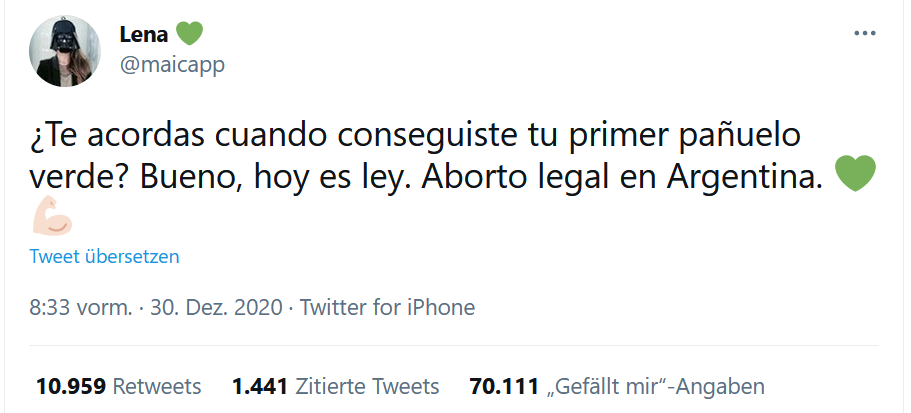 Lena 💚
@maicapp
¿Te acordas cuando conseguiste tu primer pañuelo
verde? Bueno, hoy es ley. Aborto legal en Argentina. 💚
💪🏻
Tweet übersetzen
8:33 vorm. · 30. Dez. 2020 · Twitter for iPhone
10.959 Retweets 1.441 Zitierte Tweets 70.111 „Gefällt mir“-Angaben